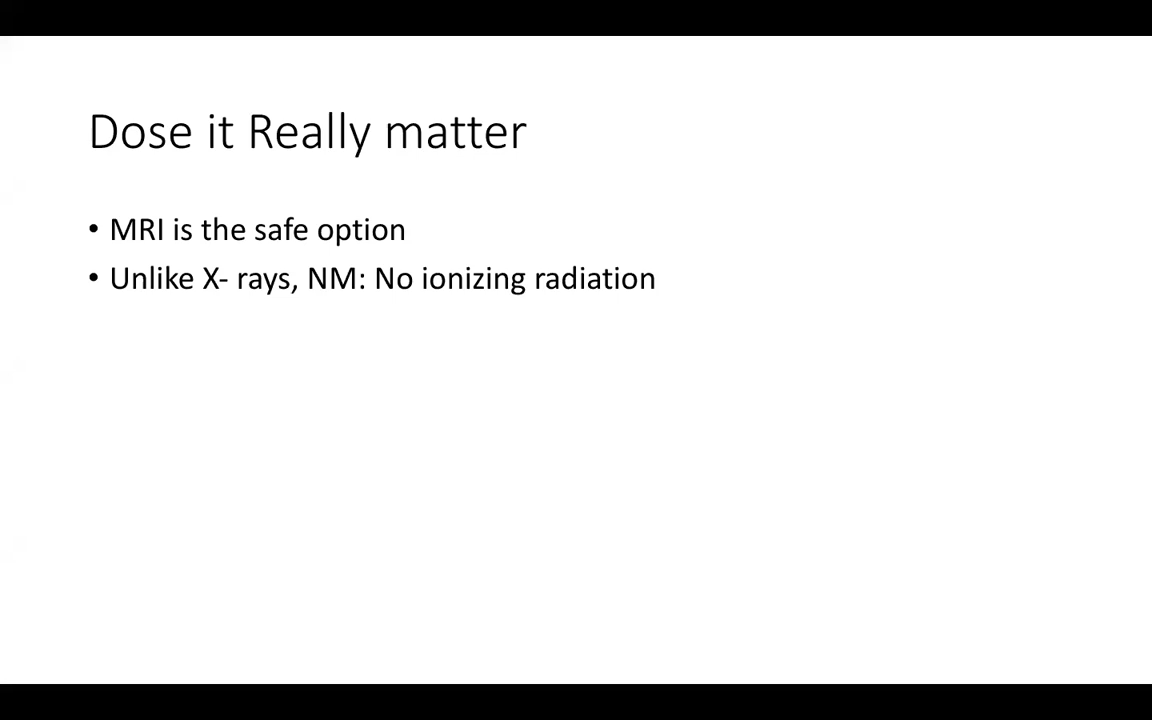 Dose it Really matter
• MRI is the safe option
• Unlike X- rays, NM: No ionizing radiation